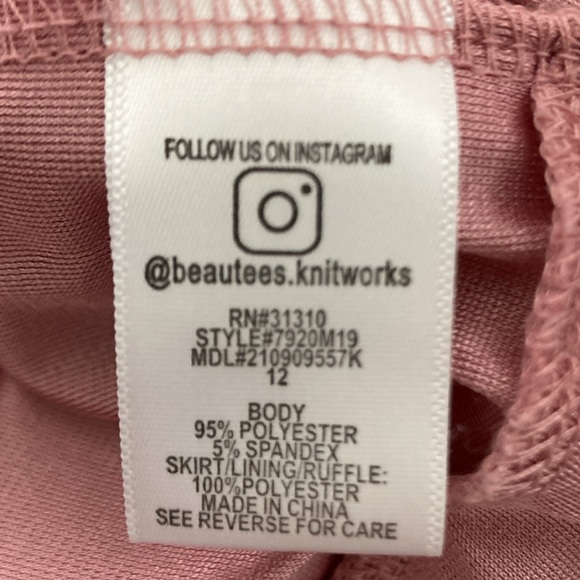 FOLLOW US ON INSTAGRAM
@beautees.knitworks
RN#31310
STYLE#7920M19
MDL#210909557K
12
BODY
95% POLYESTER
5% SPANDEX
SKIRT/LINING/RUFFLE:
100%POLYESTER
MADE IN CHINA
SEE REVERSE FOR CARE